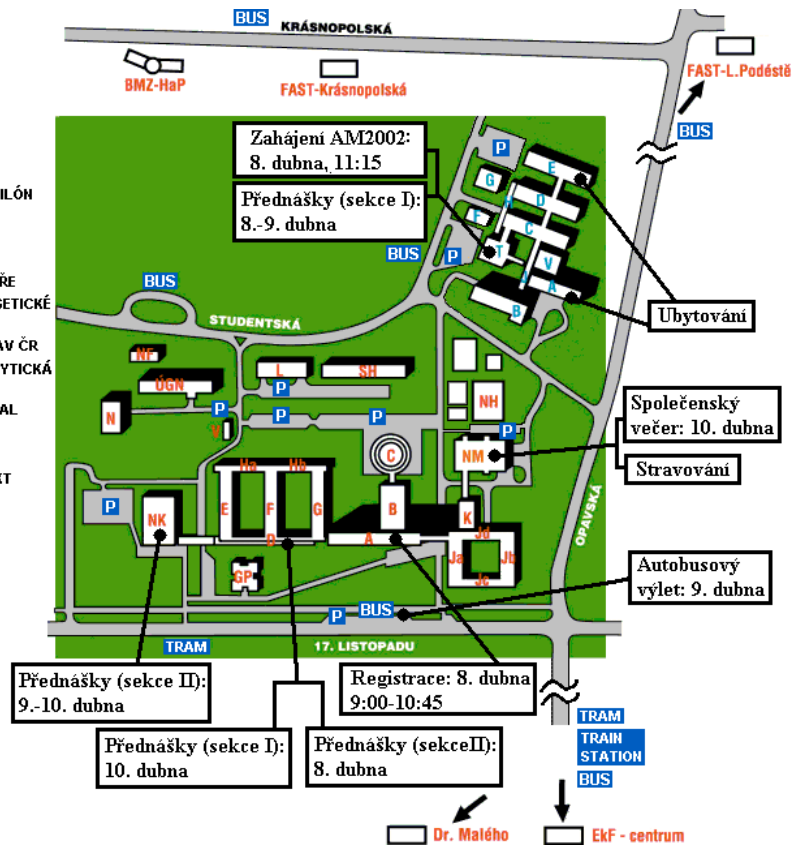 BUS
KRÁSNOPOLSKÁ
BMZ-HaP
FAST-Krásnopolská
FAST-L.Podéstě
BUS
Zahájení AM2002:
8. dubna, 11:15
Přednášky (sekce I):
8.-9. dubna
P
E
G
H
D
F
C
T
V
A
B
BUS
P
Ubytování
ILÓN
ŘE
SETICKÉ
AV ČR
YTICKÁ
AL
KT
BUS
STUDENTSKÁ
NF
ÚGN
N
P
V
L
SH
P
P
P
NH
P
NM
Společenský
večer: 10. dubna
Stravování
C
Ha
Hb
E
F
G
D
P
NK
GP
A
B
K
Jd
Ja
Jb
Jc
OPAVSKÁ
Autobusový
výlet: 9. dubna
P
BUS
TRAM
17. LISTOPADU
Přednášky (sekce II):
9.-10. dubna
Registrace: 8. dubna
9:00-10:45
Přednášky (sekce I):
10. dubna
Přednášky (sekceII):
8. dubna
TRAM
TRAIN
STATION
BUS
Dr. Malého
EkF - centrum